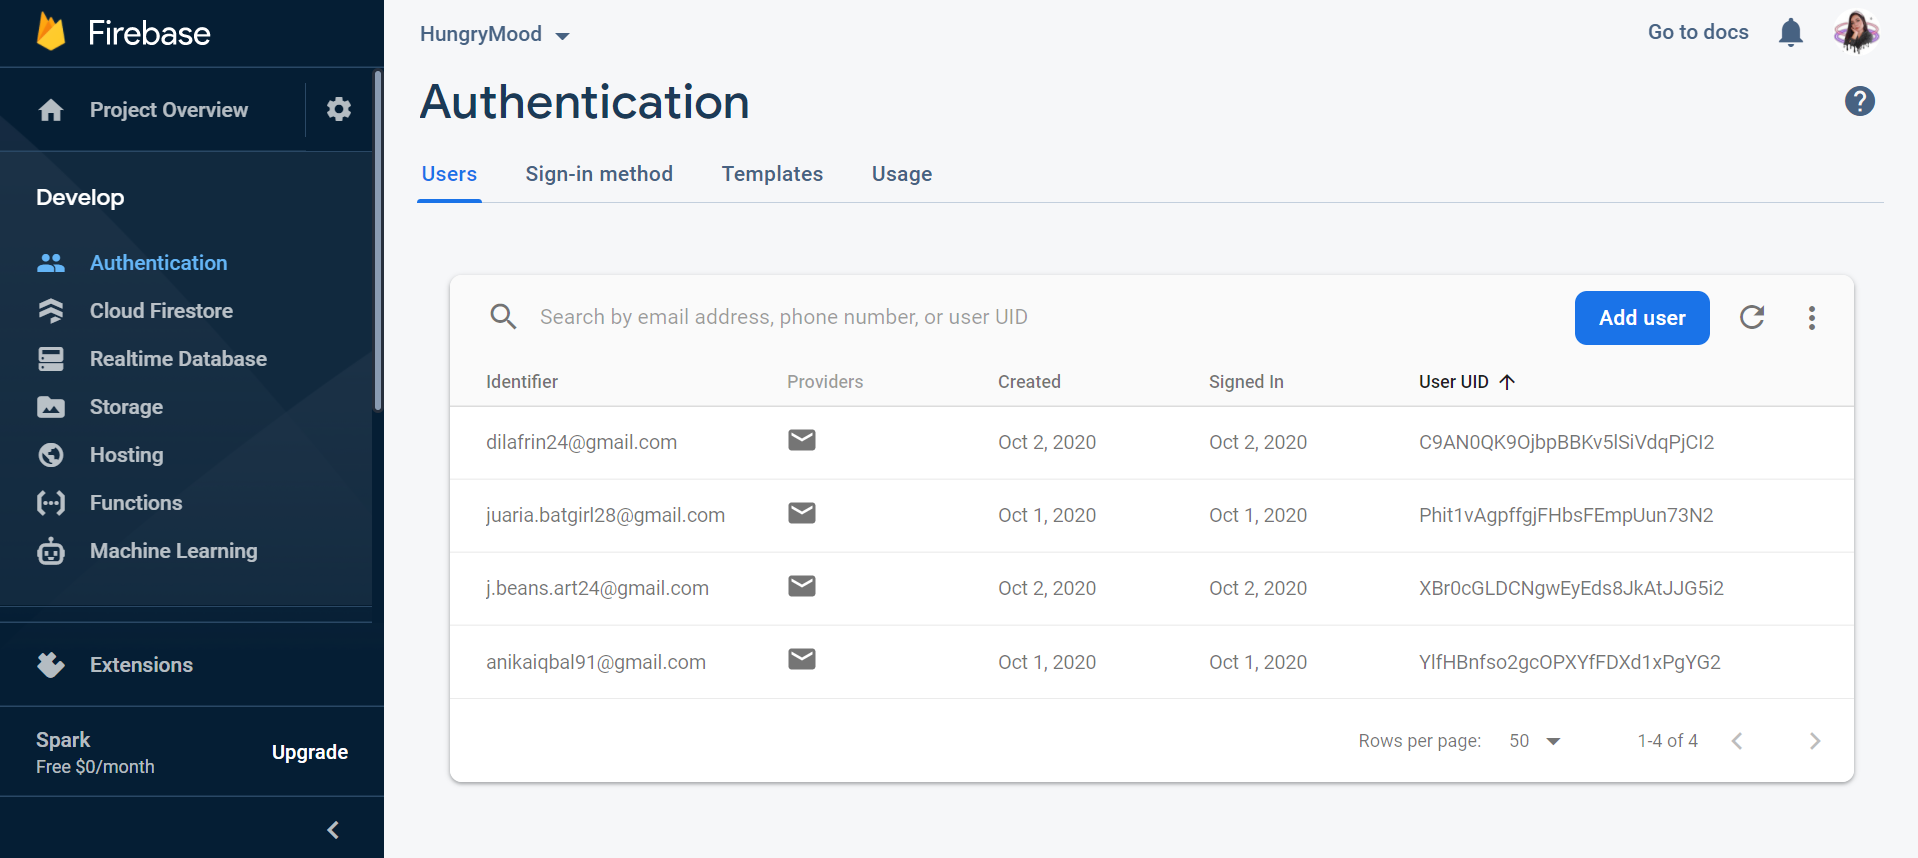 Firebase
Project Overview
Develop
Authentication
Cloud Firestore
Realtime Database
Storage
Hosting
Functions
Machine Learning
Extensions
Spark
Free $0/month
Upgrade
HungryMood
Go to docs
Authentication
Users Sign-in method Templates Usage
Search by email address, phone number, or user UID
Add user
Identifier Providers Created Signed In User UID
dilafrin24@gmail.com Oct 2, 2020 Oct 2, 2020 C9AN0QK9OjbpBBKv5lSiVdqPjCI2
juaria.batgirl28@gmail.com Oct 1, 2020 Oct 1, 2020 Phit1vAgpffgjFHbsFEmpUun73N2
j.beans.art24@gmail.com Oct 2, 2020 Oct 2, 2020 XBr0cGLDCNgwEyEds8JkAtJJG5i2
anikaiqbal91@gmail.com Oct 1, 2020 Oct 1, 2020 YlfHBnfso2gcOPXYfFDXd1xPgYG2
Rows per page: 50 1-4 of 4